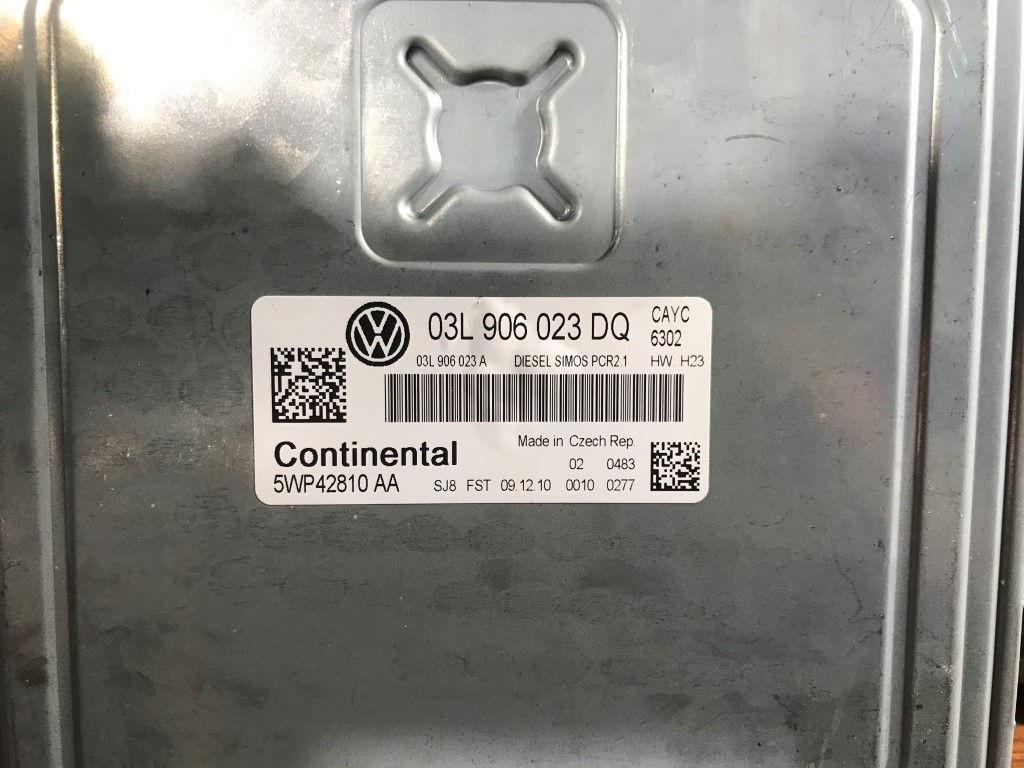 03L 906 023 DQ CAYC
6302
03L 906 023 A DIESEL SIMOS PCR2.1 HW H23
Continental Made in Czech Rep.
02 0483
5WP42810 AA SJ8 FST 09.12.10 0010 0277